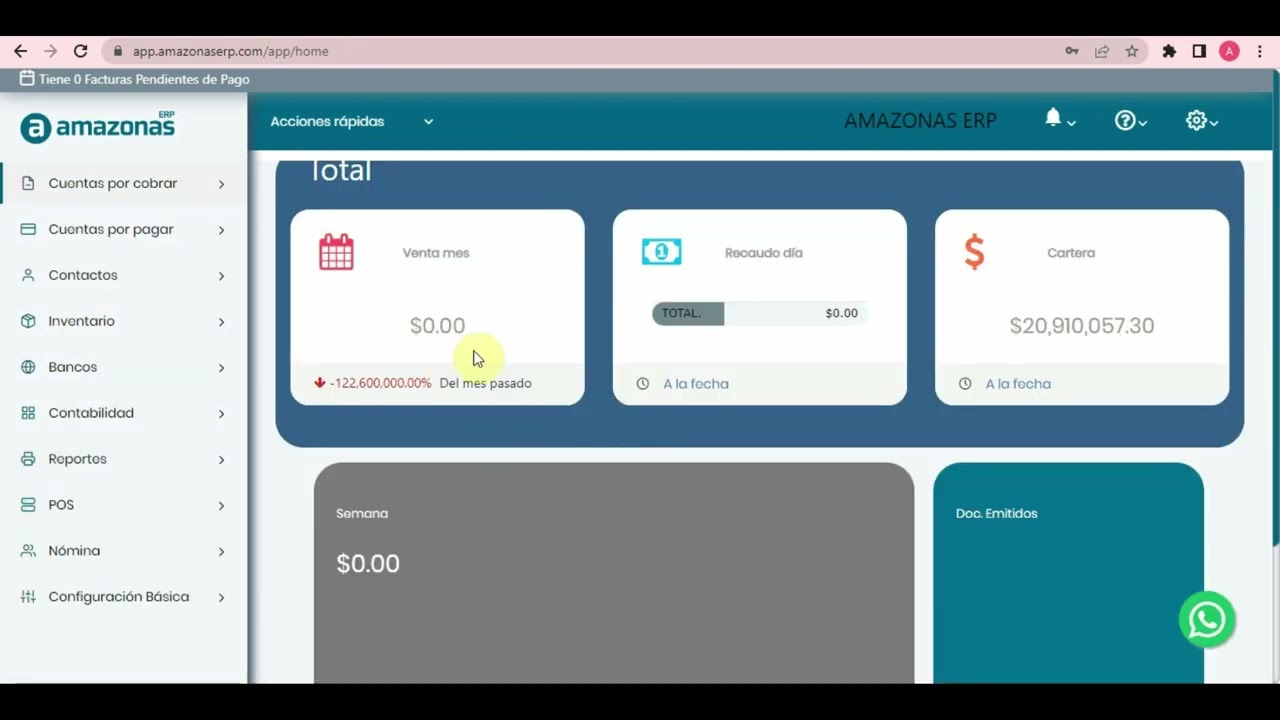 app.amazonaserp.com/app/home
A
Tiene 0 Facturas Pendientes de Pago
a amazonas ERP
Acciones rápidas
AMAZONAS ERP
Cuentas por cobrar
Cuentas por pagar
Contactos
Inventario
Bancos
Contabilidad
Reportes
POS
Nómina
Configuración Básica
Total
Venta mes
$0.00
-122,600,000.00% Del mes pasado
Recaudo día
TOTAL. $0.00
A la fecha
Cartera
$20,910,057.30
A la fecha
Semana
$0.00
Doc. Emitidos